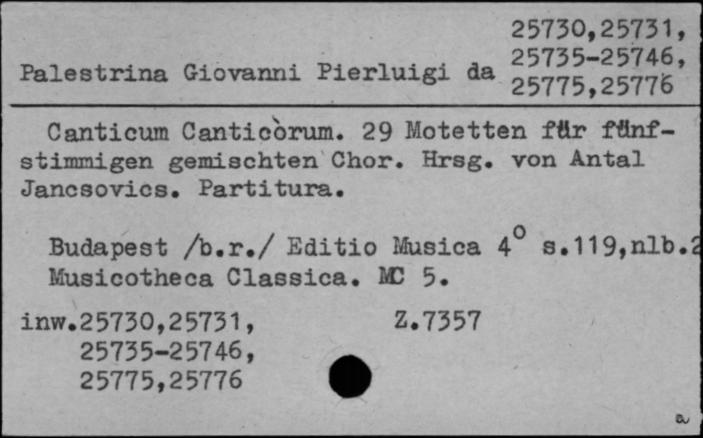 25730,25731,
Palestrina Giovanni Pierluigi da 25735-25746,
25775,25776
Canticum Canticorum. 29 Motetten für fünf-
stimmigen gemischten Chor. Hrsg. von Antal
Jancsovics. Partitura.
Budapest /b.r./ Editio Musica 4° s.119,nlb.2
Musicotheca Classica. MC 5.
inw.25730,25731, Z.7357
25735-25746,
25775,25776